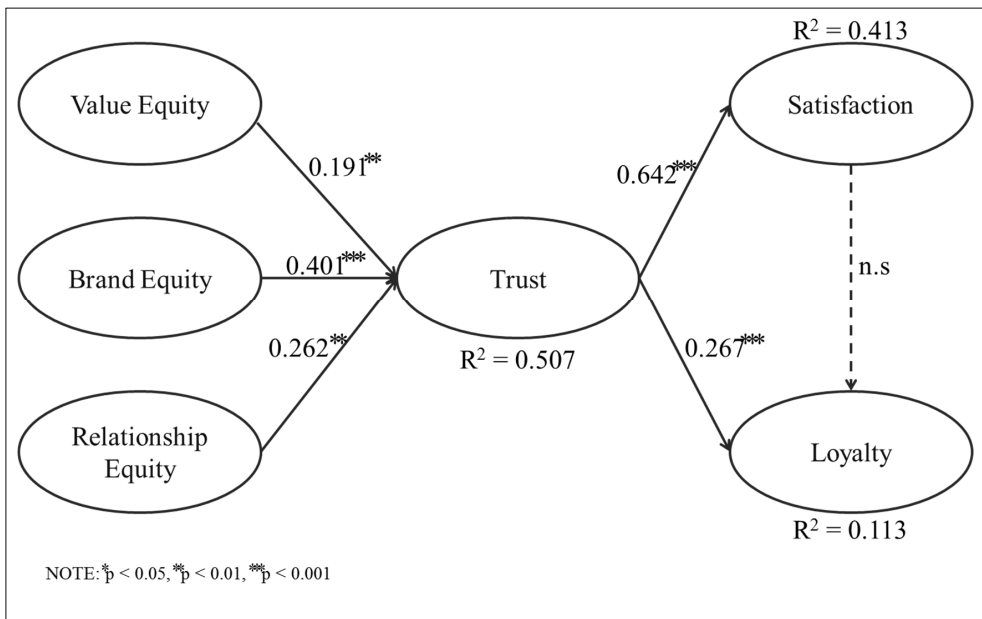 R² = 0.413
Value Equity
Satisfaction
0.191**
0.642***
Brand Equity
0.401***
Trust
n.s
0.262**
R² = 0.507
0.267***
Relationship
Equity
Loyalty
R² = 0.113
NOTE: *p < 0.05, **p < 0.01, ***p < 0.001